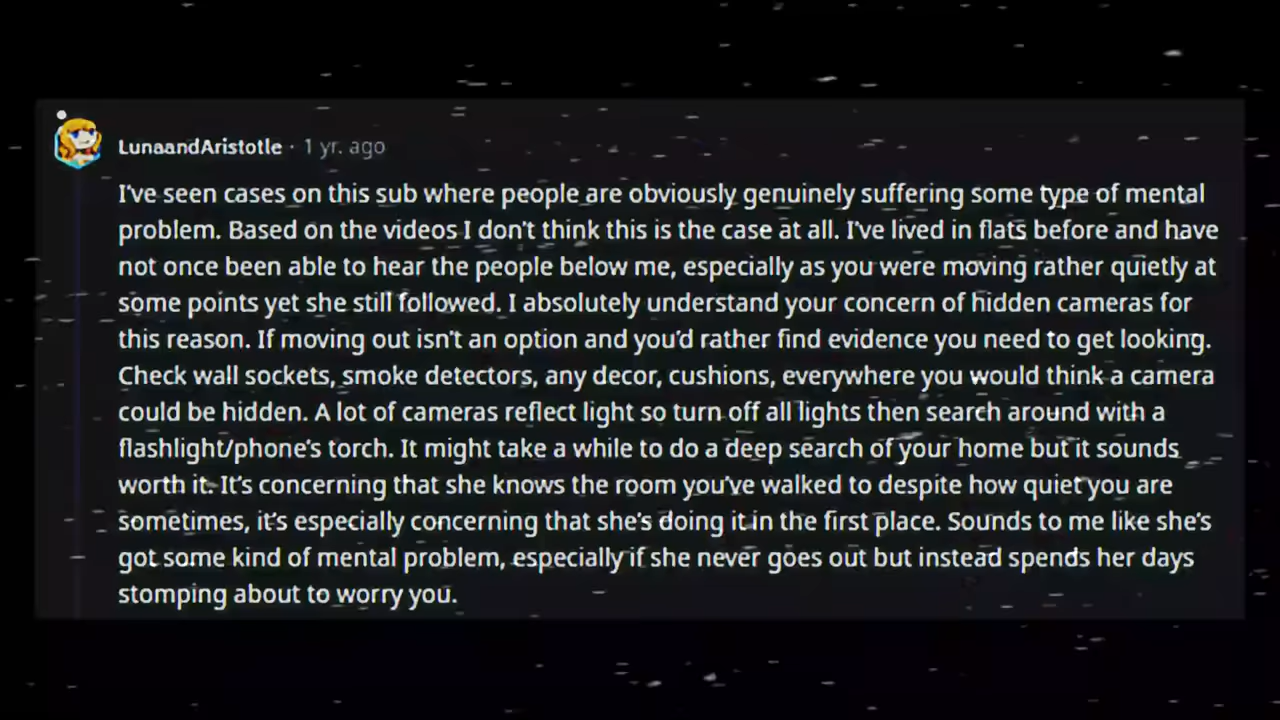 LunaandAristotle · 1 yr. ago
I've seen cases on this sub where people are obviously genuinely suffering some type of mental
problem. Based on the videos I don't think this is the case at all. I've lived in flats before and have
not once been able to hear the people below me, especially as you were moving rather quietly at
some points yet she still followed. I absolutely understand your concern of hidden cameras for
this reason. If moving out isn't an option and you'd rather find evidence you need to get looking.
Check wall sockets, smoke detectors, any decor, cushions, everywhere you would think a camera
could be hidden. A lot of cameras reflect light so turn off all lights then search around with a
flashlight/phone's torch. It might take a while to do a deep search of your home but it sounds
worth it. It's concerning that she knows the room you've walked to despite how quiet you are
sometimes, it's especially concerning that she's doing it in the first place. Sounds to me like she's
got some kind of mental problem, especially if she never goes out but instead spends her days
stomping about to worry you.